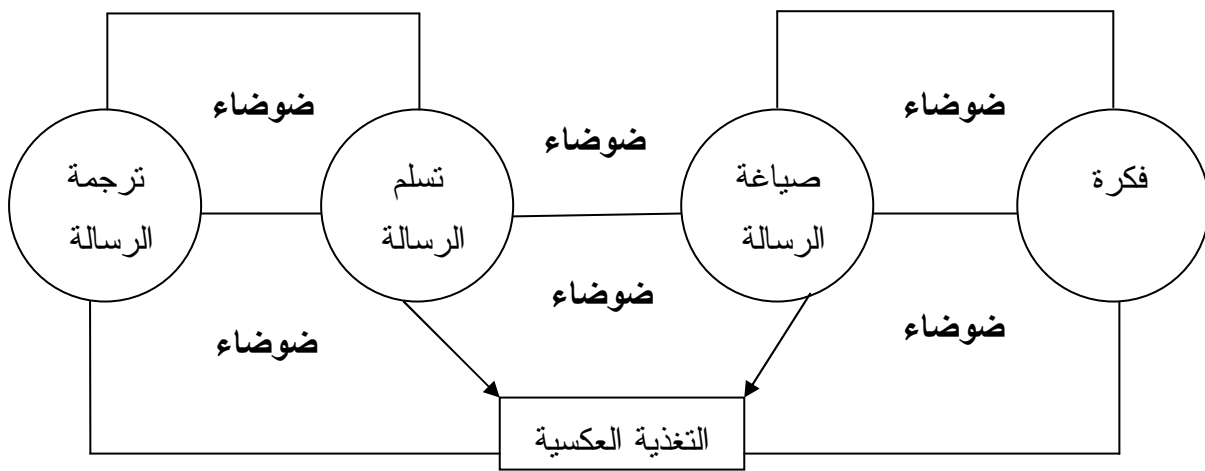 ضوضاء
ضوضاء
ضوضاء
فكرة
صياغة
الرسالة
تسلم
الرسالة
ترجمة
الرسالة
ضوضاء
ضوضاء
ضوضاء
التغذية العكسية